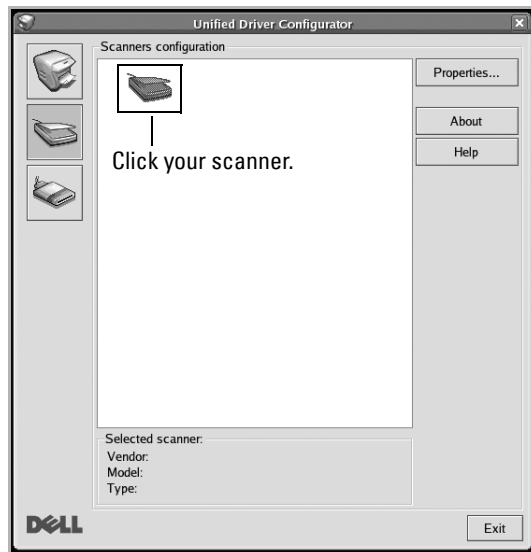 Unified Driver Configurator
Scanners configuration
Properties...
About
Help
Click your scanner.
Selected scanner:
Vendor:
Model:
Type:
DELL
Exit